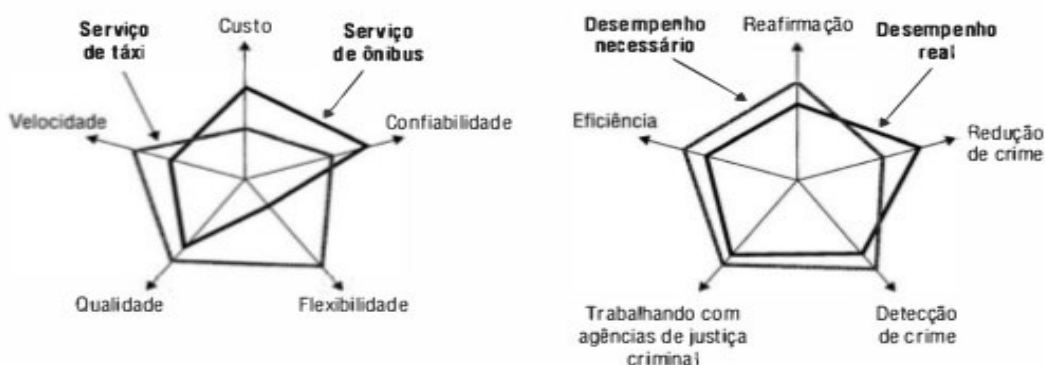 Serviço
de táxi
Custo
Serviço
de ônibus
Velocidade
Confiabilidade
Qualidade
Flexibilidade
Desempenho
necessário
Reafirmação
Desempenho
real
Eficiência
Redução
de crime
Trabalhando com
agências de justiça
criminal
Detecção
de crime